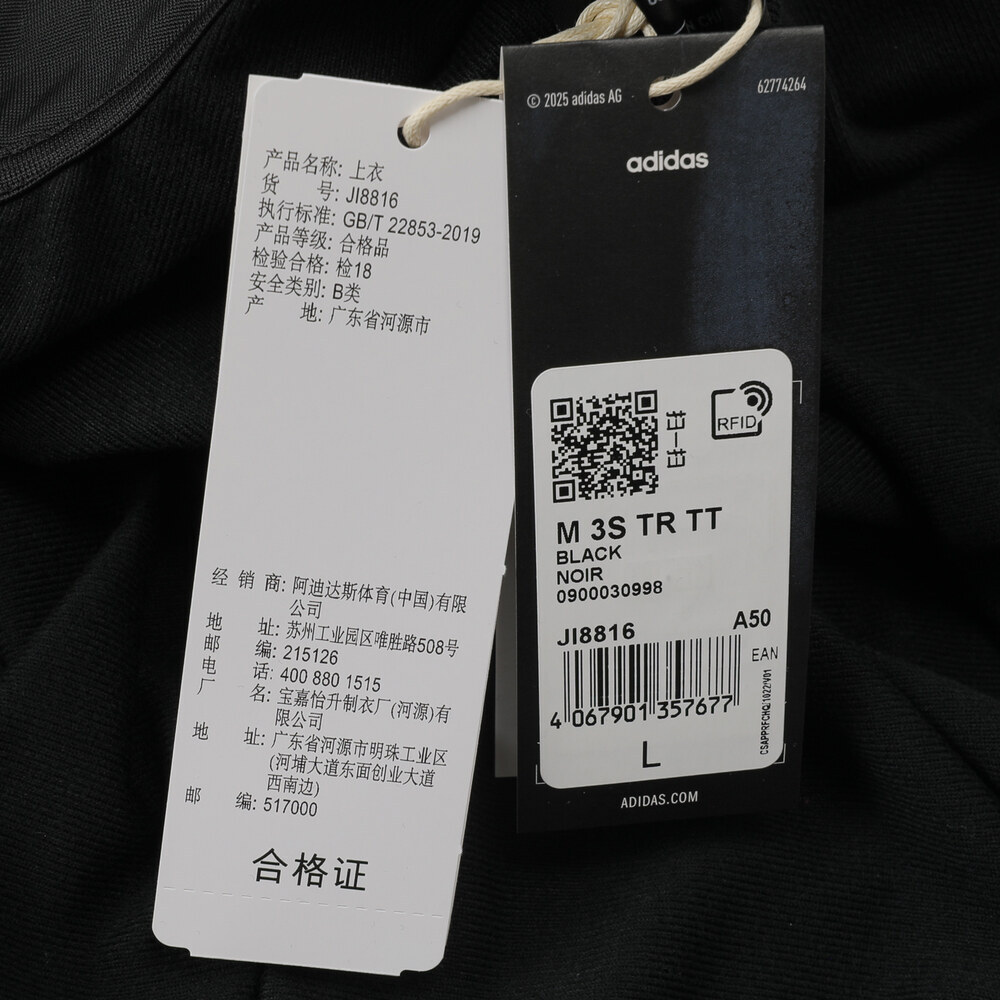 产品名称: 上衣
货 号: JI8816
执行标准: GB/T 22853-2019
产品等级: 合格品
检验合格: 检18
安全类别: B类
产 地: 广东省河源市
经 销 商: 阿迪达斯体育(中国)有限
公司
地 址: 苏州工业园区唯胜路508号
邮 编: 215126
电 话: 400 880 1515
厂 名: 宝嘉怡升制衣厂(河源)有
限公司
地 址: 广东省河源市明珠工业区
(河埔大道东面创业大道
西南边)
邮 编: 517000
合格证
© 2025 adidas AG
62774264
adidas
RFID
M 3S TR TT
BLACK
NOIR
0900030998
JI8816 A50
EAN
4 067901 357677
L
ADIDAS.COM